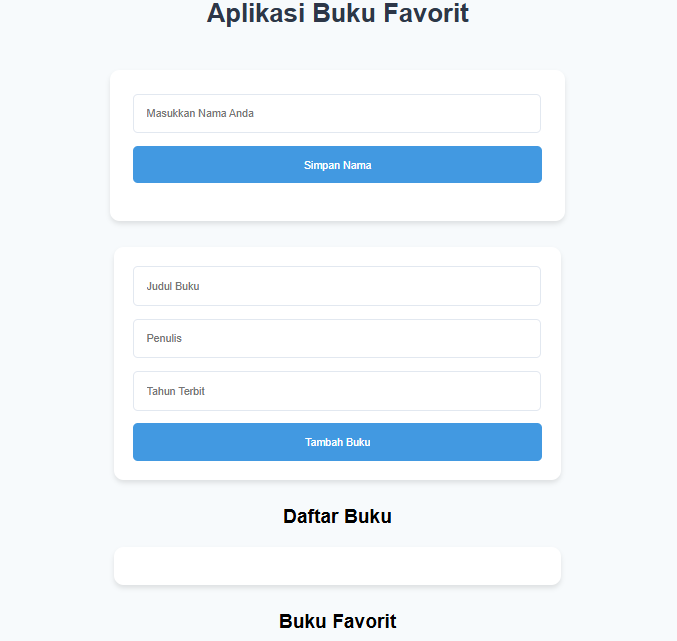 Aplikasi Buku Favorit
Masukkan Nama Anda
Simpan Nama
Judul Buku
Penulis
Tahun Terbit
Tambah Buku
Daftar Buku
Buku Favorit